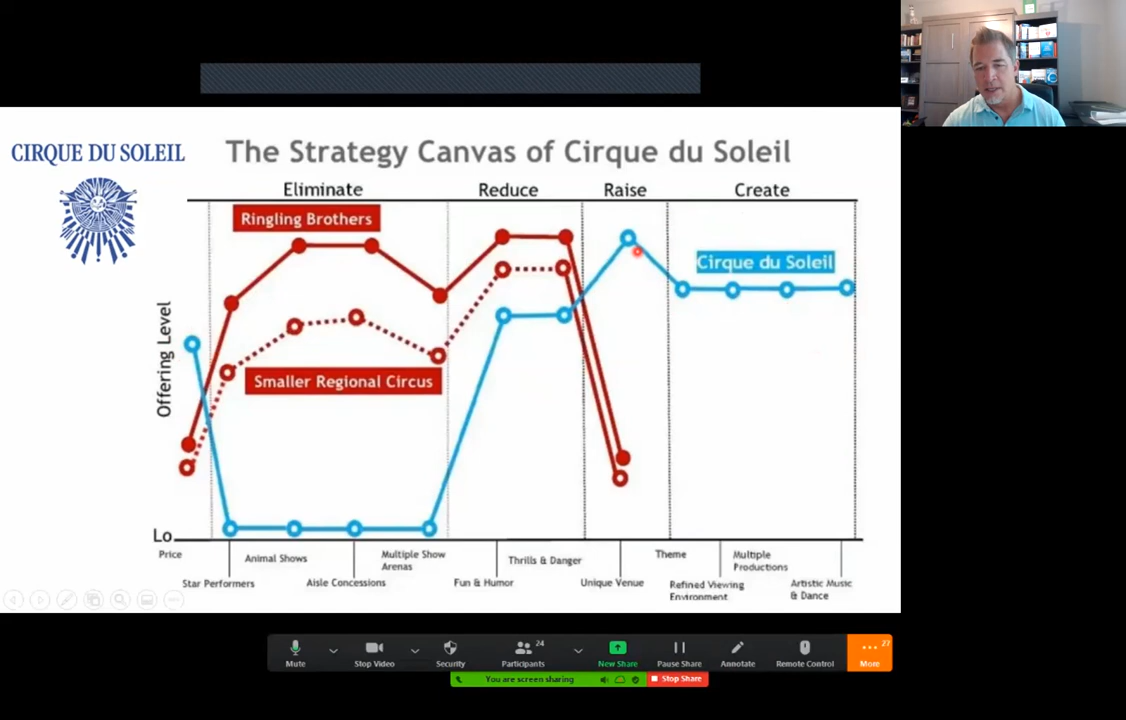 CIRQUE DU SOLEIL
The Strategy Canvas of Cirque du Soleil
Eliminate
Reduce
Raise
Create
Ringling Brothers
Cirque du Soleil
Smaller Regional Circus
Offering Level
Lo
Price
Star Performers
Animal Shows
Aisle Concessions
Multiple Show
Arenas
Fun & Humor
Thrills & Danger
Unique Venue
Theme
Refined Viewing
Environment
Multiple
Productions
Artistic Music
& Dance
Mute
Stop Video
Security
24
Participants
New Share
Pause Share
Annotate
Remote Control
27
More
You are screen sharing
Stop Share